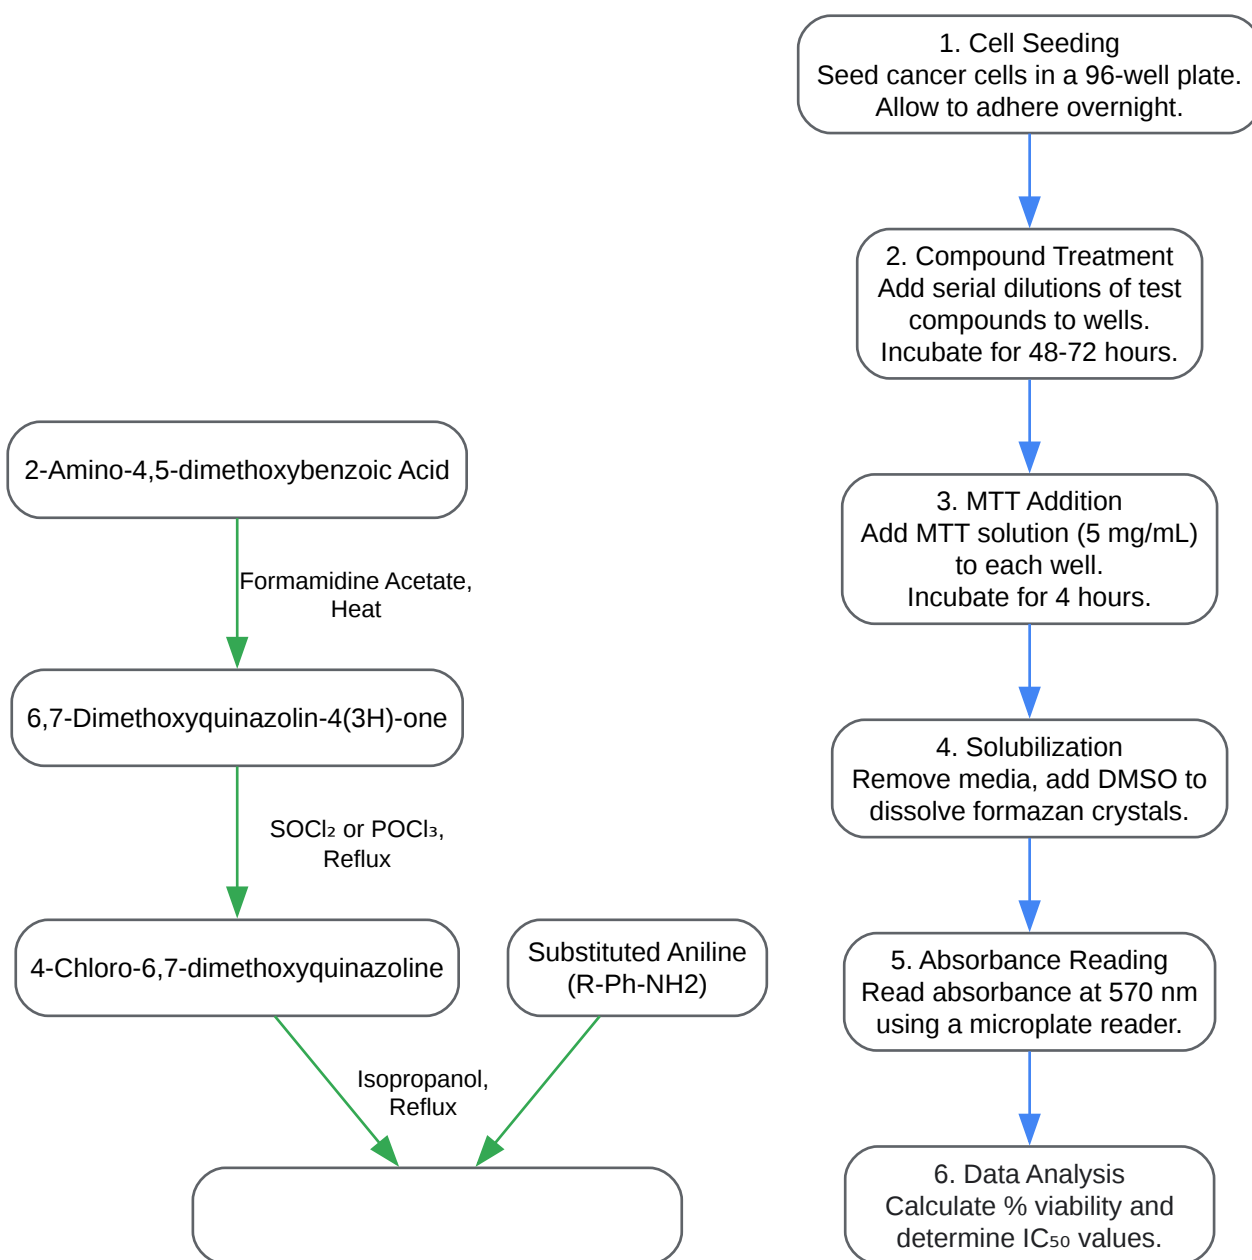 1. Cell Seeding
Seed cancer cells in a 96-well plate.
Allow to adhere overnight.
2. Compound Treatment
Add serial dilutions of test
compounds to wells.
Incubate for 48-72 hours.
3. MTT Addition
Add MTT solution (5 mg/mL)
to each well.
Incubate for 4 hours.
4. Solubilization
Remove media, add DMSO to
dissolve formazan crystals.
5. Absorbance Reading
Read absorbance at 570 nm
using a microplate reader.
6. Data Analysis
Calculate % viability and
determine IC₅₀ values.
2-Amino-4,5-dimethoxybenzoic Acid
Formamidine Acetate,
Heat
6,7-Dimethoxyquinazolin-4(3H)-one
SOCl₂ or POCl₃,
Reflux
4-Chloro-6,7-dimethoxyquinazoline
Substituted Aniline
(R-Ph-NH2)
Isopropanol,
Reflux